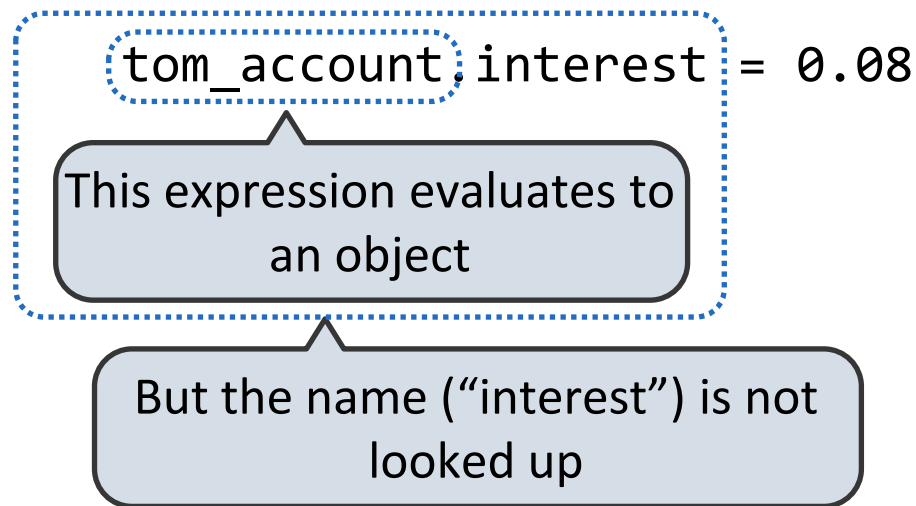 tom_account.interest = 0.08
This expression evaluates to
an object
But the name (“interest”) is not
looked up